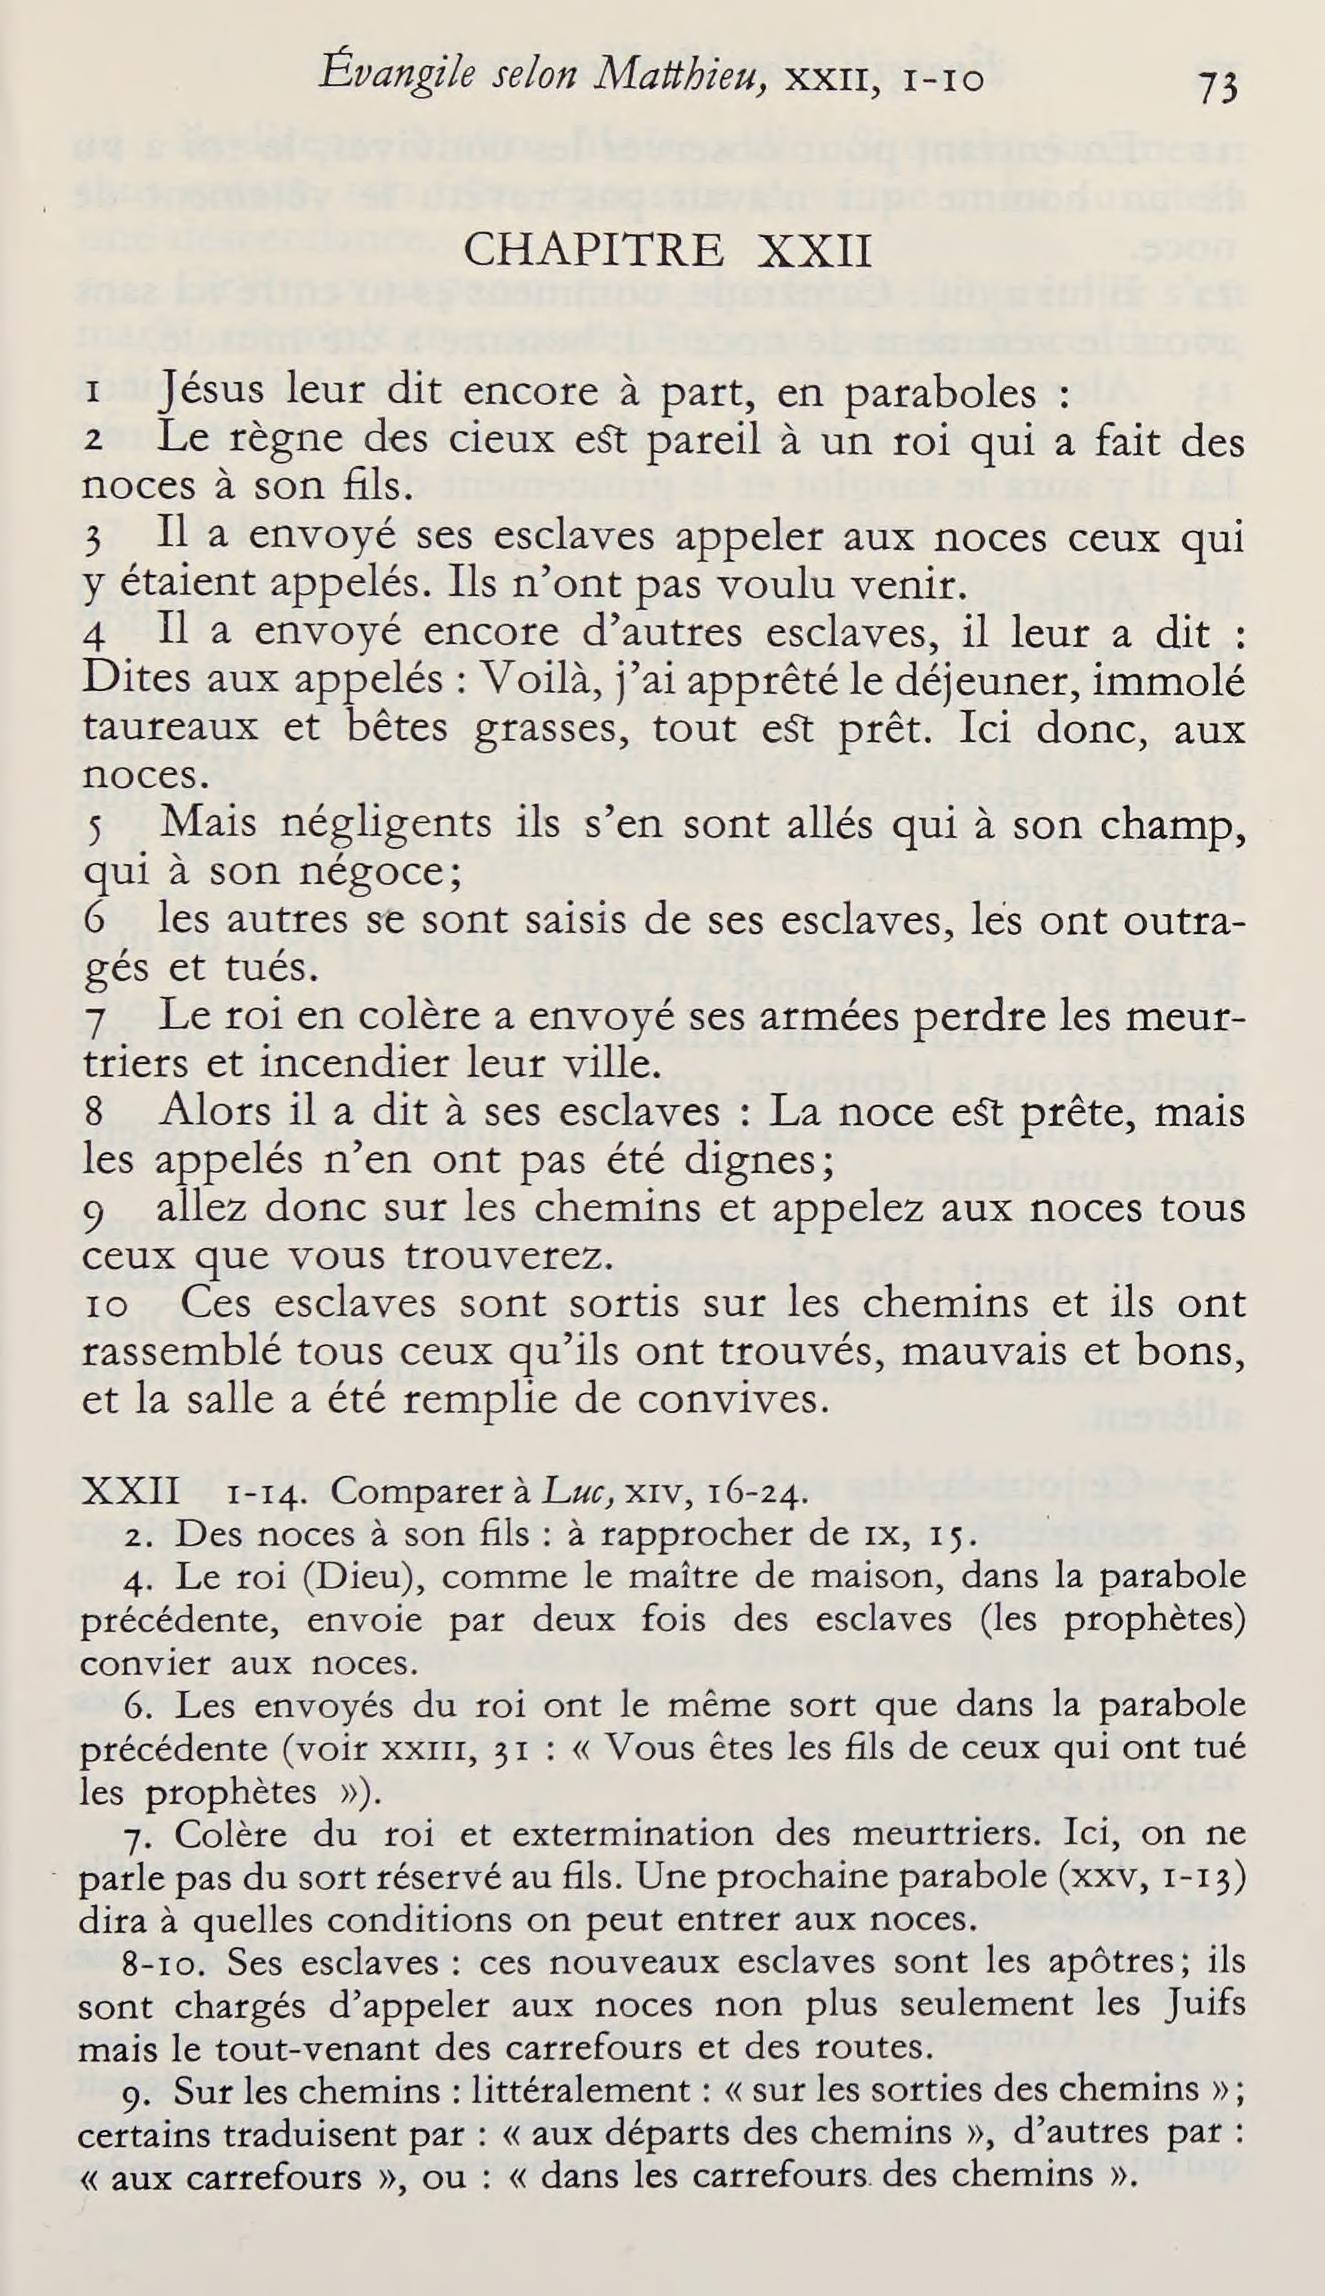 Évangile selon Matthieu, XXII, 1-10 73
CHAPITRE XXII
1 Jésus leur dit encore à part, en paraboles :
2 Le règne des cieux est pareil à un roi qui a fait des
noces à son fils.
3 Il a envoyé ses esclaves appeler aux noces ceux qui
y étaient appelés. Ils n'ont pas voulu venir.
4 Il a envoyé encore d'autres esclaves, il leur a dit :
Dites aux appelés : Voilà, j'ai apprêté le déjeuner, immolé
taureaux et bêtes grasses, tout est prêt. Ici donc, aux
noces.
5 Mais négligents ils s'en sont allés qui à son champ,
qui à son négoce;
6 les autres se sont saisis de ses esclaves, les ont outra-
gés et tués.
7 Le roi en colère a envoyé ses armées perdre les meur-
triers et incendier leur ville.
8 Alors il a dit à ses esclaves : La noce est prête, mais
les appelés n'en ont pas été dignes;
9 allez donc sur les chemins et appelez aux noces tous
ceux que vous trouverez.
10 Ces esclaves sont sortis sur les chemins et ils ont
rassemblé tous ceux qu'ils ont trouvés, mauvais et bons,
et la salle a été remplie de convives.
XXII 1-14. Comparer à Luc, XIV, 16-24.
2. Des noces à son fils : à rapprocher de IX, 15.
4. Le roi (Dieu), comme le maître de maison, dans la parabole
précédente, envoie par deux fois des esclaves (les prophètes)
convier aux noces.
6. Les envoyés du roi ont le même sort que dans la parabole
précédente (voir XXIII, 31 : « Vous êtes les fils de ceux qui ont tué
les prophètes »).
7. Colère du roi et extermination des meurtriers. Ici, on ne
parle pas du sort réservé au fils. Une prochaine parabole (XXV, 1-13)
dira à quelles conditions on peut entrer aux noces.
8-10. Ses esclaves : ces nouveaux esclaves sont les apôtres; ils
sont chargés d'appeler aux noces non plus seulement les Juifs
mais le tout-venant des carrefours et des routes.
9. Sur les chemins : littéralement : « sur les sorties des chemins »;
certains traduisent par : « aux départs des chemins », d'autres par :
« aux carrefours », ou : « dans les carrefours des chemins ».